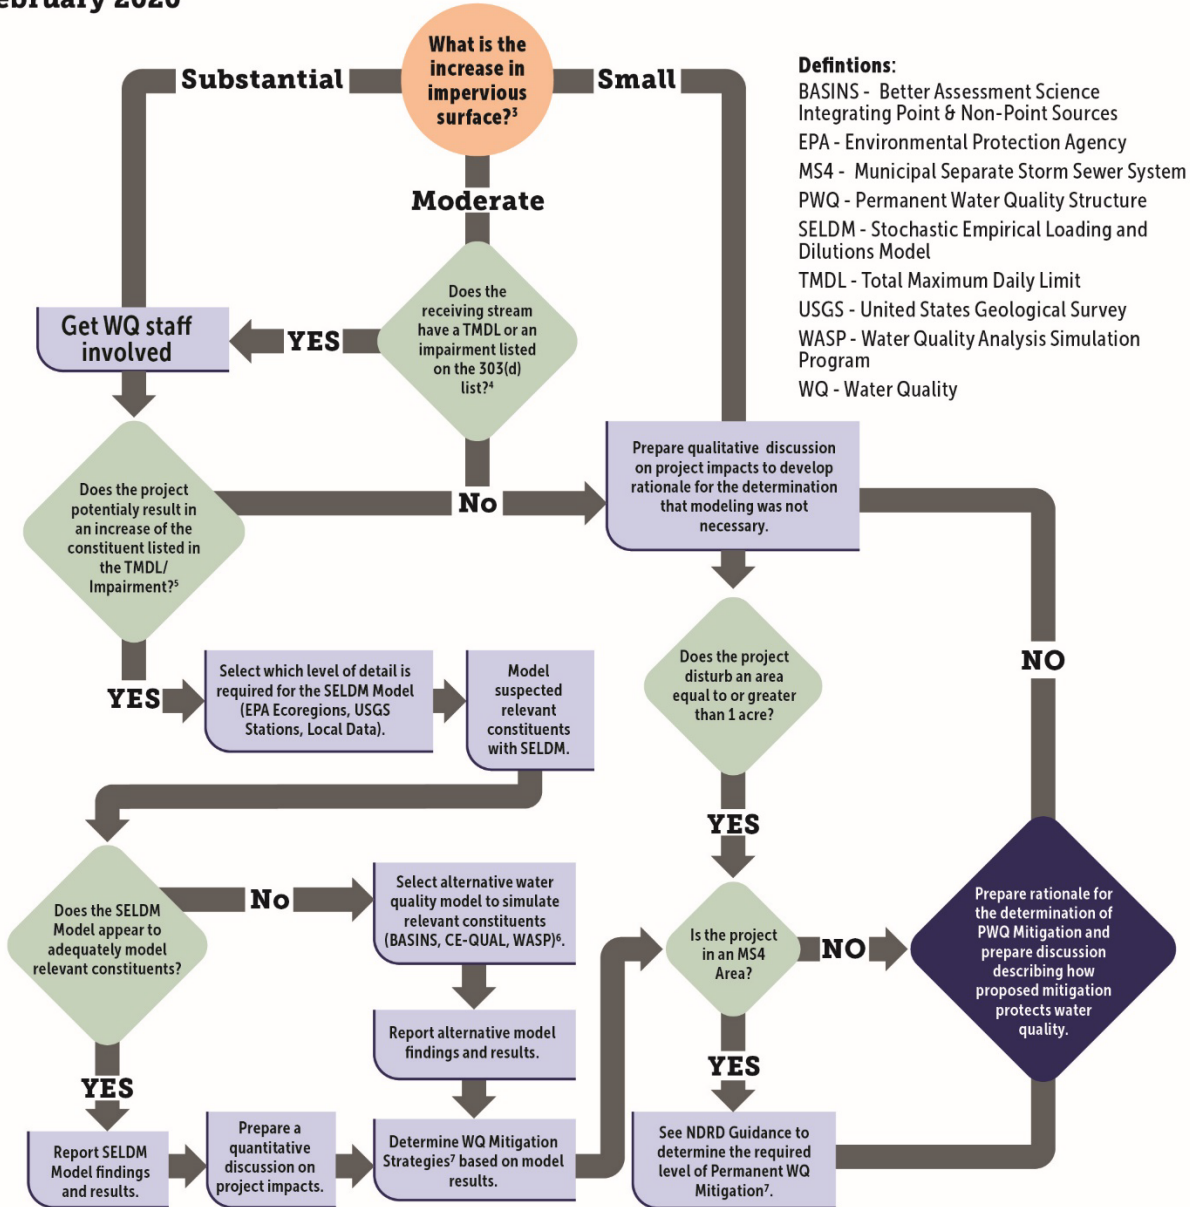 February 2020
What is the
increase in
impervious
surface?³
Substantial
Small
Moderate
Defintions:
BASINS - Better Assessment Science
Integrating Point & Non-Point Sources
EPA - Environmental Protection Agency
MS4 - Municipal Separate Storm Sewer System
PWQ - Permanent Water Quality Structure
SELDM - Stochastic Empirical Loading and
Dilutions Model
TMDL - Total Maximum Daily Limit
USGS - United States Geological Survey
WASP - Water Quality Analysis Simulation
Program
WQ - Water Quality
Does the
receiving stream
have a TMDL or an
impairment listed
on the 303(d)
list?⁴
YES
Get WQ staff
involved
No
Does the project
potentialy result in
an increase of the
constituent listed in
the TMDL/
Impairment?⁵
Prepare qualitative discussion
on project impacts to develop
rationale for the determination
that modeling was not
necessary.
YES
Select which level of detail is
required for the SELDM Model
(EPA Ecoregions, USGS
Stations, Local Data).
Model
suspected
relevant
constituents
with SELDM.
Does the project
disturb an area
equal to or greater
than 1 acre?
NO
YES
Does the SELDM
Model appear to
adequately model
relevant constituents?
No
Select alternative water
quality model to simulate
relevant constituents
(BASINS, CE-QUAL, WASP)⁶.
Is the project
in an MS4
Area?
NO
Prepare rationale for
the determination of
PWQ Mitigation and
prepare discussion
describing how
proposed mitigation
protects water
quality.
Report alternative model
findings and results.
YES
YES
Report SELDM
Model findings
and results.
Prepare a
quantitative
discussion on
project impacts.
Determine WQ Mitigation
Strategies⁷ based on model
results.
See NDRD Guidance to
determine the required
level of Permanent WQ
Mitigation⁷.